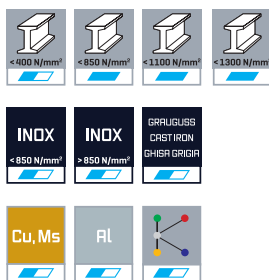 < 400 N/mm²
< 850 N/mm²
< 1100 N/mm²
< 1300 N/mm²
INOX
< 850 N/mm²
INOX
> 850 N/mm²
GRAUGUSS
CAST IRON
GHISA GRIGIA
Cu, Ms
Al